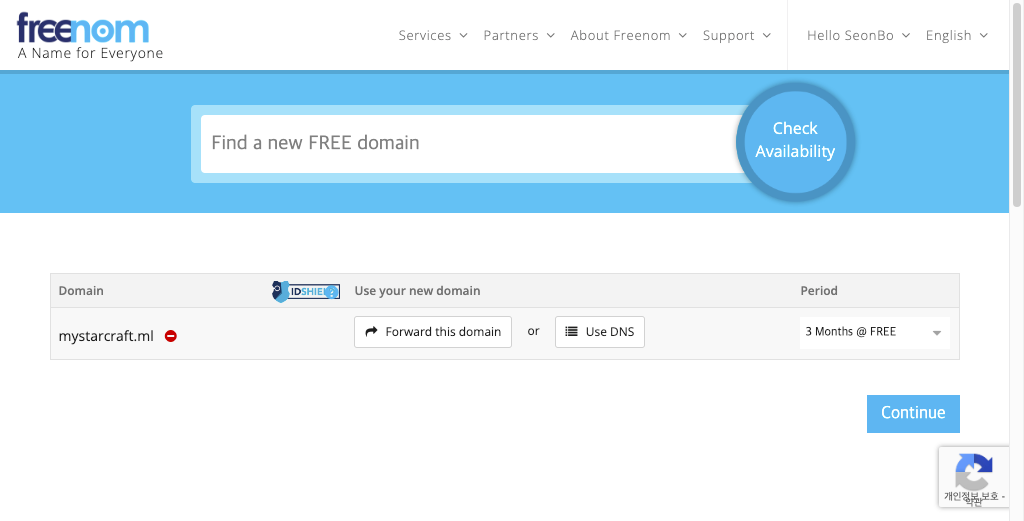 freenom
A Name for Everyone
Services Partners About Freenom Support Hello SeonBo English
Find a new FREE domain
Check
Availability
Domain IDSHIELD Use your new domain Period
mystarcraft.ml Forward this domain or Use DNS 3 Months @ FREE
Continue
개인정보 보호 -
약관